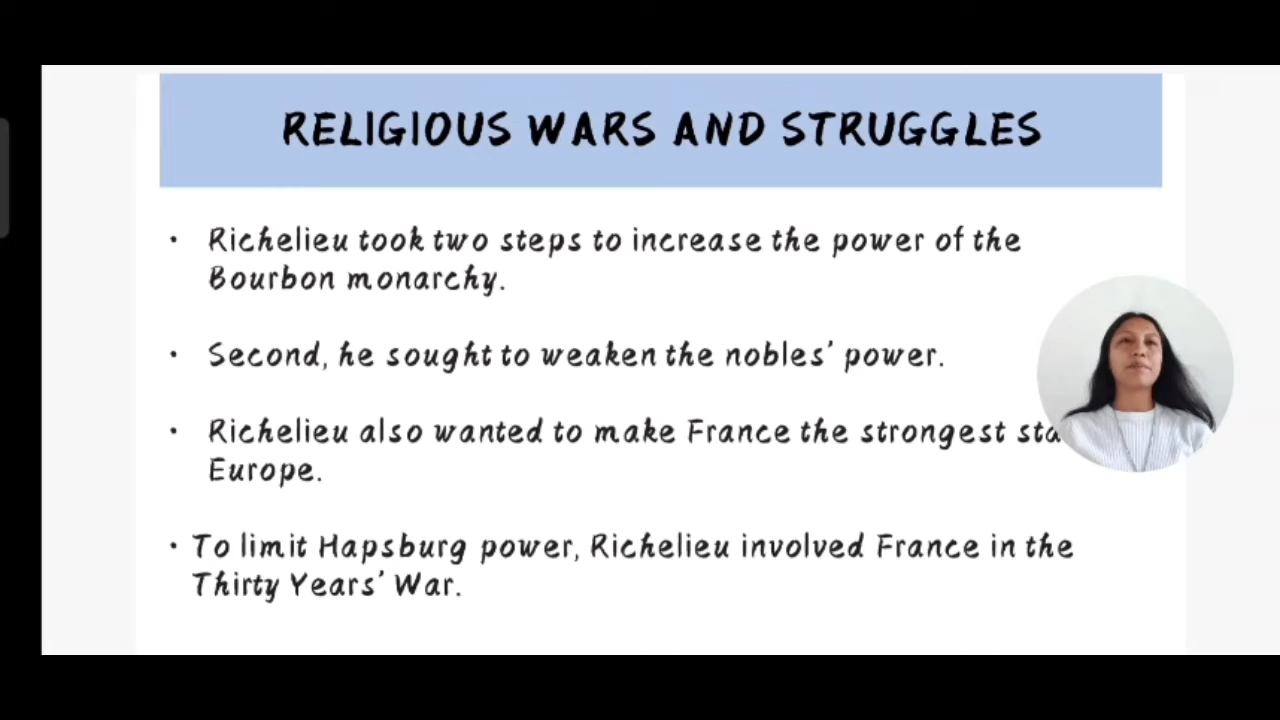 RELIGIOUS WARS AND STRUGGLES
• Richelieu took two steps to increase the power of the
Bourbon monarchy.
• Second, he sought to weaken the nobles' power.
• Richelieu also wanted to make France the strongest
Europe.
• To limit Hapsburg power, Richelieu involved France in the
Thirty Years' War.